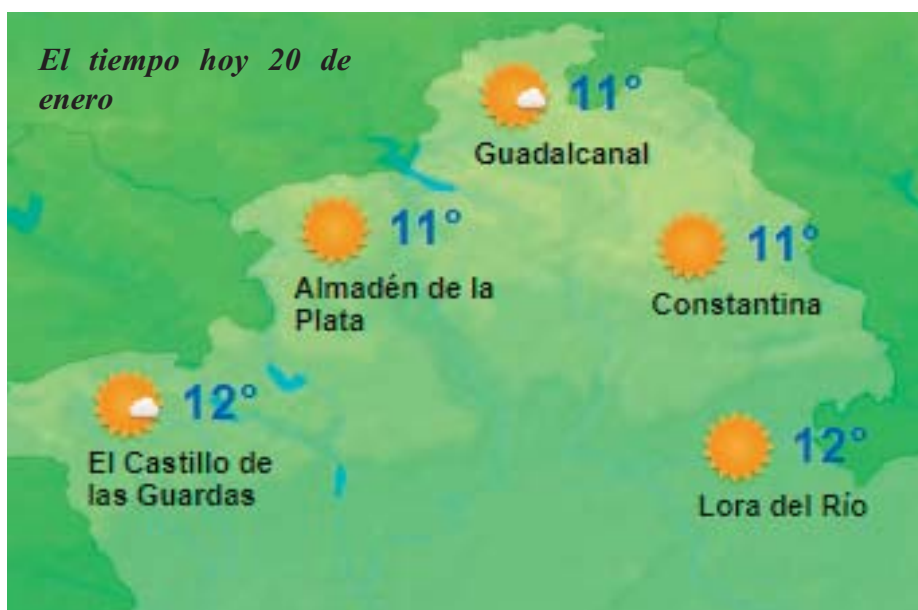 El tiempo hoy 20 de
enero
11°
Guadalcanal
11°
Almadén de la
Plata
11°
Constantina
12°
El Castillo de
las Guardas
12°
Lora del Río